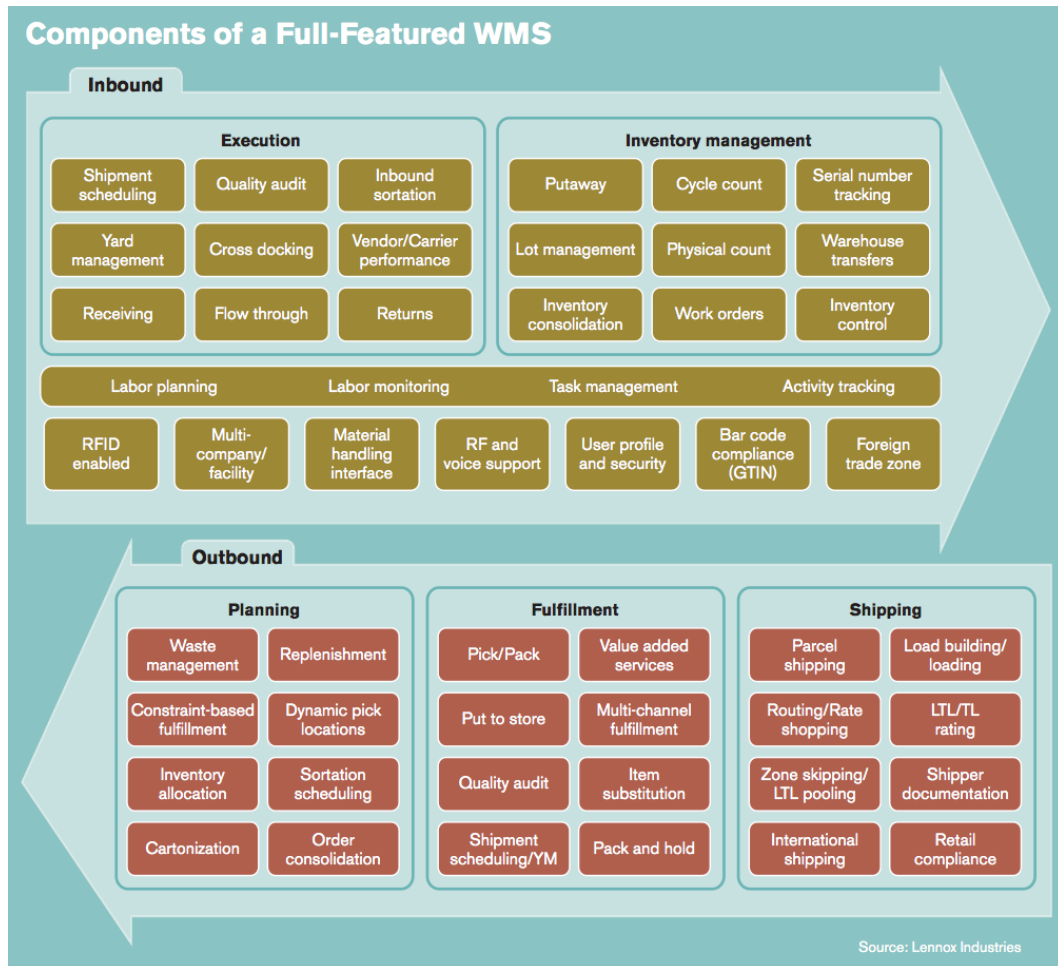 Components of a Full-Featured WMS
Inbound
Execution
Shipment
scheduling
Quality audit
Inbound
sortation
Yard
management
Cross docking
Vendor/Carrier
performance
Receiving
Flow through
Returns
Inventory management
Putaway
Cycle count
Serial number
tracking
Lot management
Physical count
Warehouse
transfers
Inventory
consolidation
Work orders
Inventory
control
Labor planning
Labor monitoring
Task management
Activity tracking
RFID
enabled
Multi-
company/
facility
Material
handling
interface
RF and
voice support
User profile
and security
Bar code
compliance
(GTIN)
Foreign
trade zone
Outbound
Planning
Waste
management
Replenishment
Constraint-based
fulfillment
Dynamic pick
locations
Inventory
allocation
Sortation
scheduling
Cartonization
Order
consolidation
Fulfillment
Pick/Pack
Value added
services
Put to store
Multi-channel
fulfillment
Quality audit
Item
substitution
Shipment
scheduling/YM
Pack and hold
Shipping
Parcel
shipping
Load building/
loading
Routing/Rate
shopping
LTL/TL
rating
Zone skipping/
LTL pooling
Shipper
documentation
International
shipping
Retail
compliance
Source: Lennox Industries